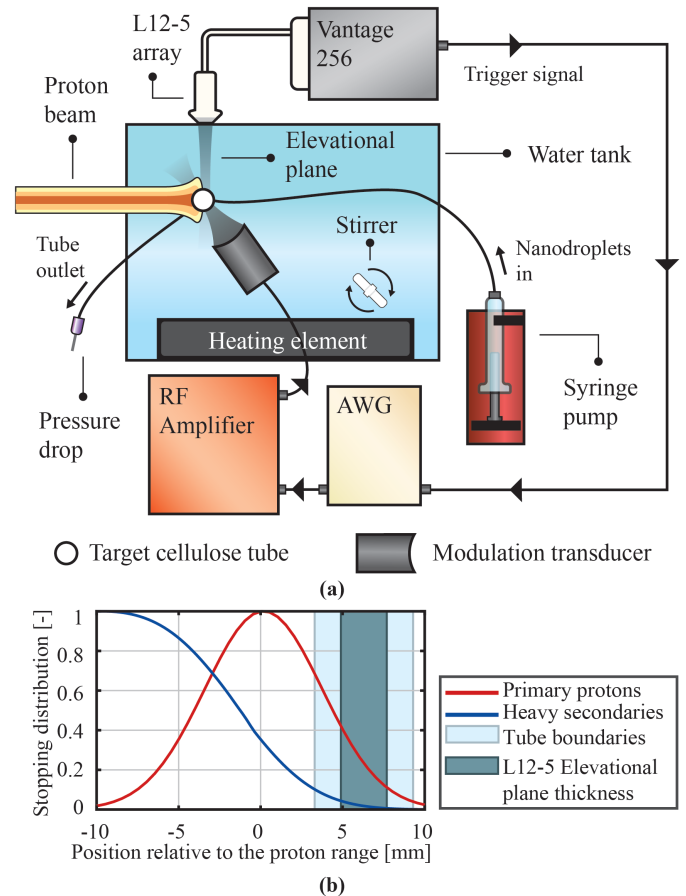 L12-5
array
Vantage
256
Trigger signal
Proton
beam
Elevational
plane
Water tank
Tube
outlet
Stirrer
Nanodroplets
in
Heating element
Pressure
drop
RF
Amplifier
AWG
Syringe
pump
Target cellulose tube
Modulation transducer
(a)
Stopping distribution [-]
1
0.8
0.6
0.4
0.2
0
-10
-5
0
5
10
Position relative to the proton range [mm]
Primary protons
Heavy secondaries
Tube boundaries
L12-5 Elevational
plane thickness
(b)